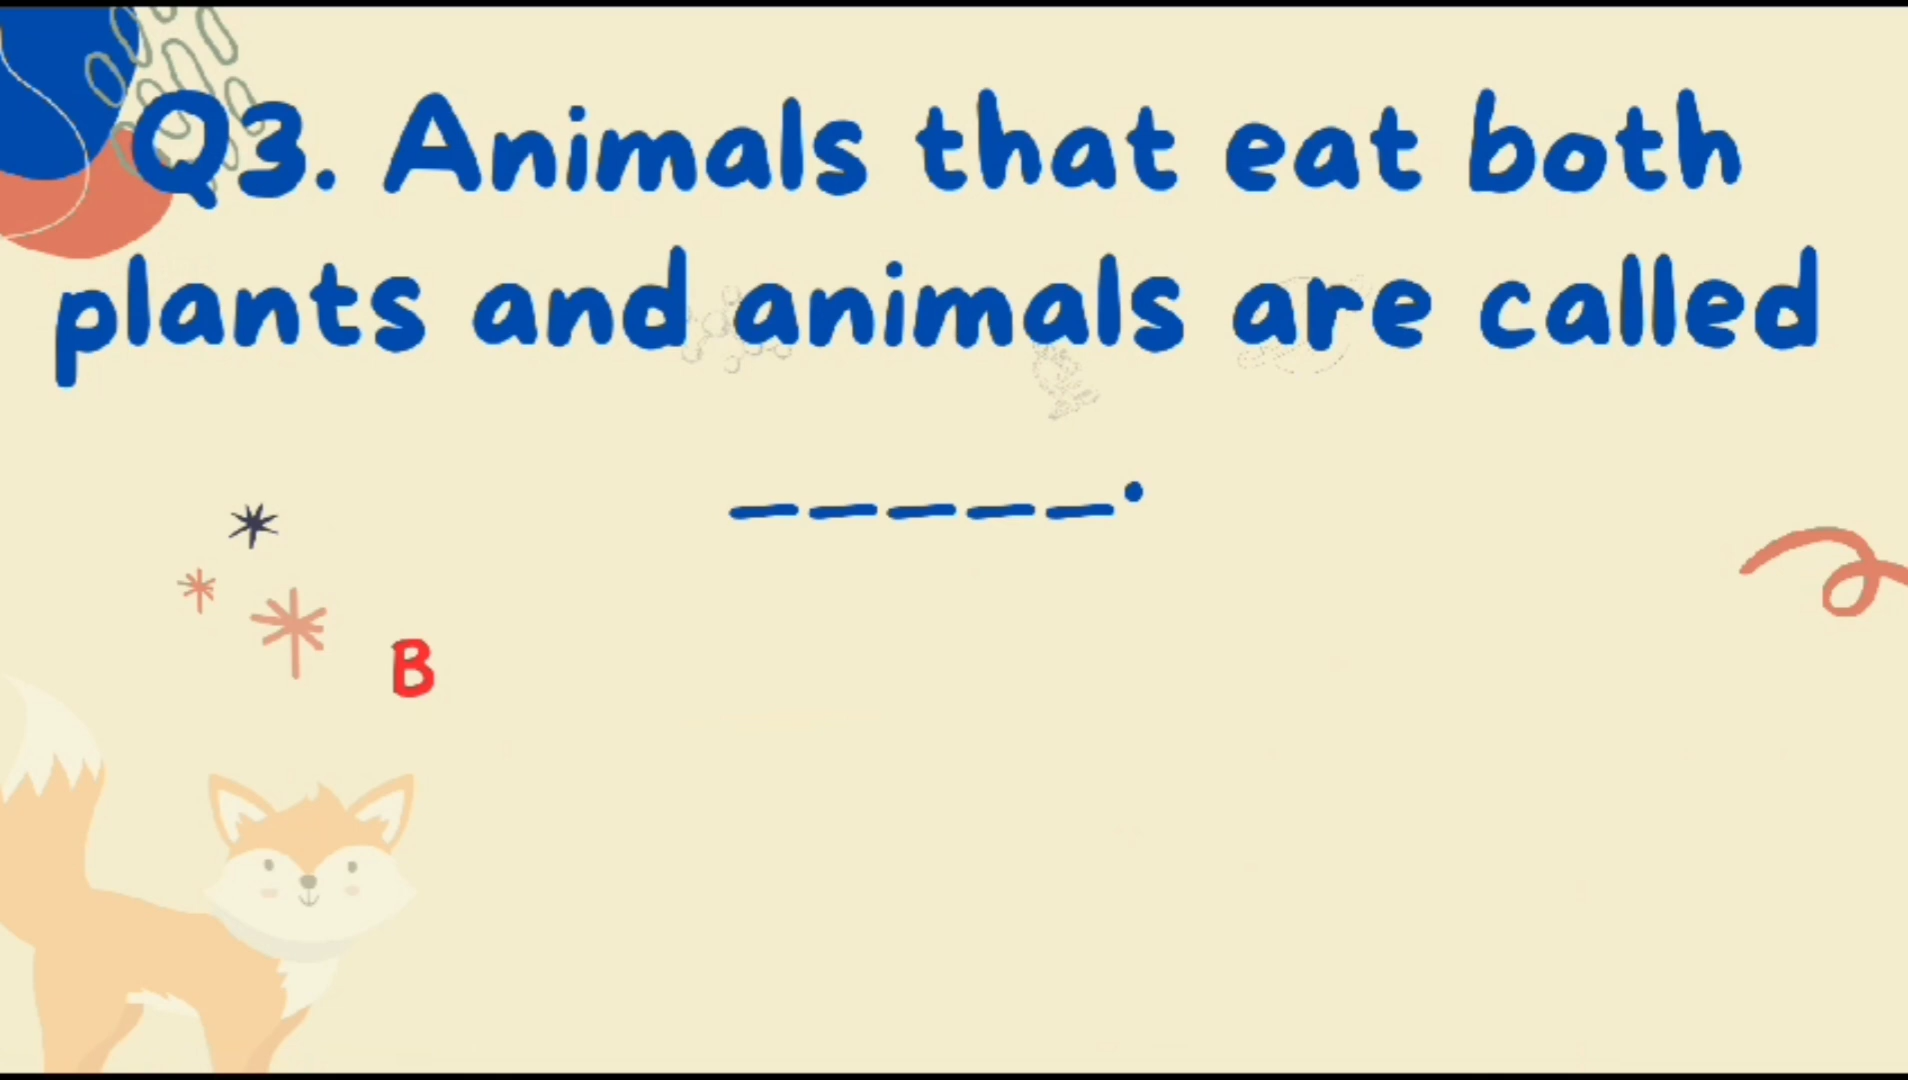 Q3. Animals that eat both
plants and animals are called
_____.
B